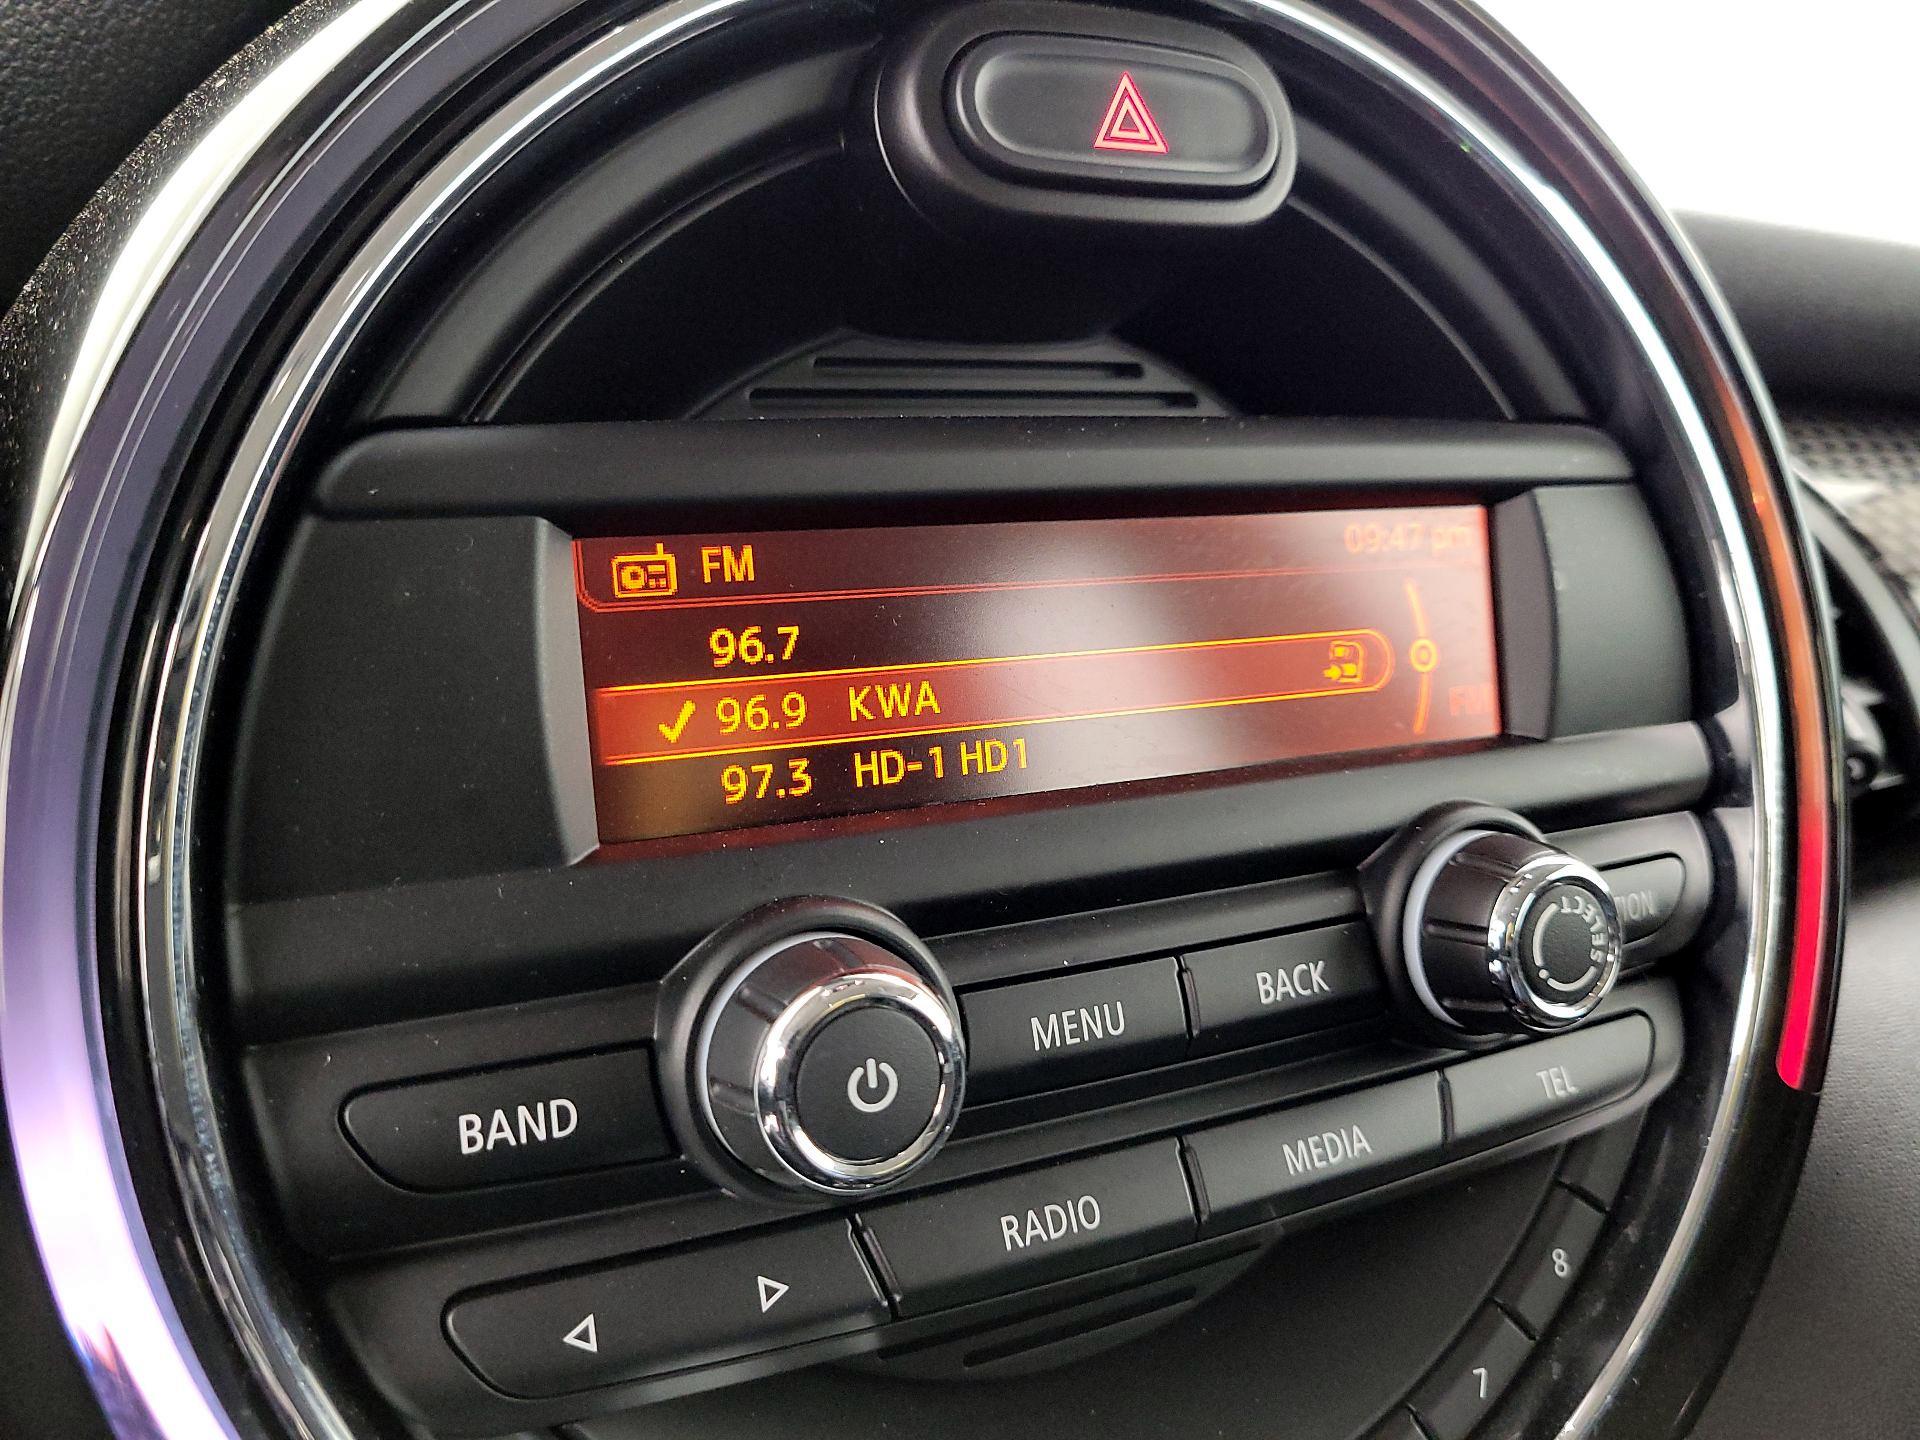 FM 09:47 pm
96.7
✓ 96.9 KWA
97.3 HD-1 HD1
FM
SELECT
MENU BACK
BAND
RADIO MEDIA TEL
8
7